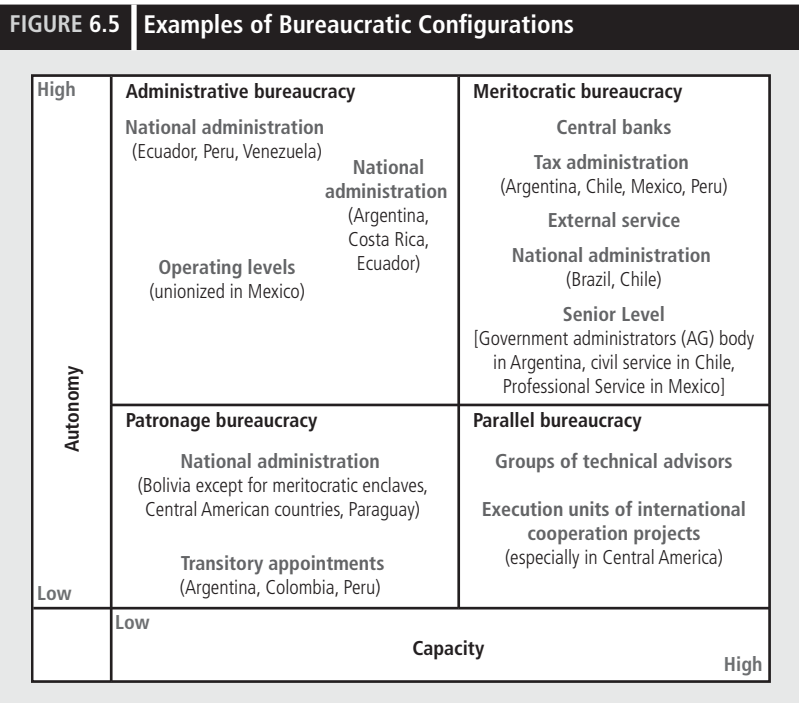 FIGURE 6.5 Examples of Bureaucratic Configurations
High
Administrative bureaucracy
National administration
(Ecuador, Peru, Venezuela)
National
administration
(Argentina,
Costa Rica,
Ecuador)
Operating levels
(unionized in Mexico)
Meritocratic bureaucracy
Central banks
Tax administration
(Argentina, Chile, Mexico, Peru)
External service
National administration
(Brazil, Chile)
Senior Level
[Government administrators (AG) body
in Argentina, civil service in Chile,
Professional Service in Mexico]
Autonomy
Patronage bureaucracy
National administration
(Bolivia except for meritocratic enclaves,
Central American countries, Paraguay)
Transitory appointments
(Argentina, Colombia, Peru)
Parallel bureaucracy
Groups of technical advisors
Execution units of international
cooperation projects
(especially in Central America)
Low
Low
Capacity
High